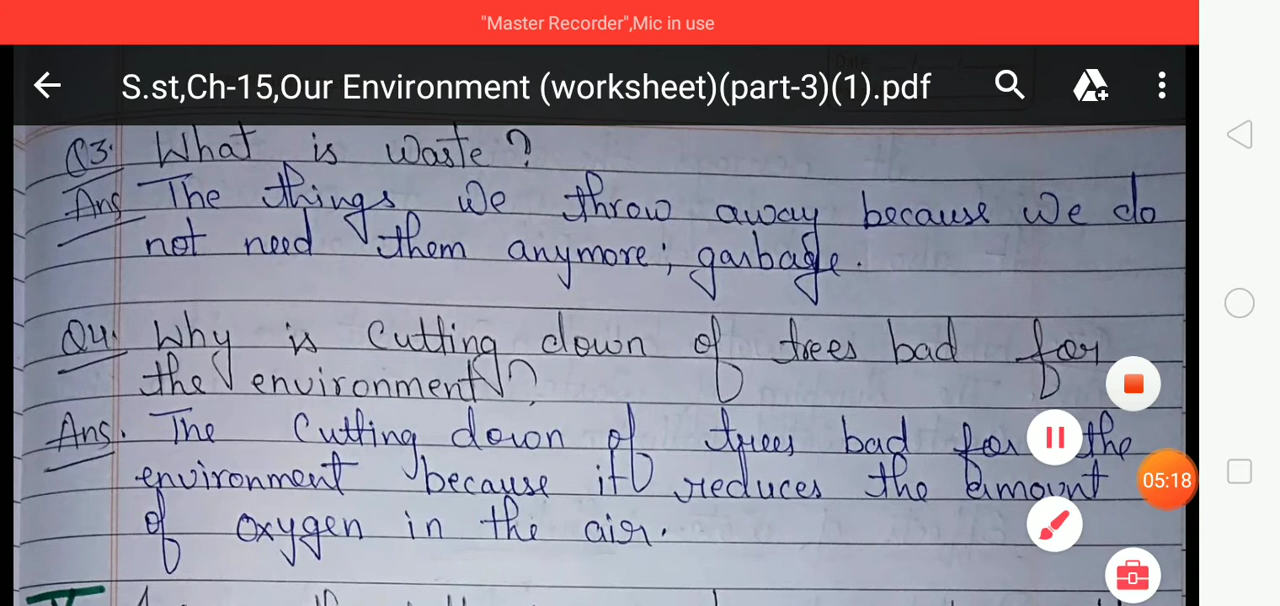 "Master Recorder",Mic in use
S.st,Ch-15,Our Environment (worksheet)(part-3)(1).pdf
Q3. What is waste?
Ans The things we throw away because we do
not need them anymore; garbage.
Q4. Why is cutting down of trees bad for
the environment?
Ans. The cutting down of trees bad for the
environment because it reduces the amount
of oxygen in the air.
05:18